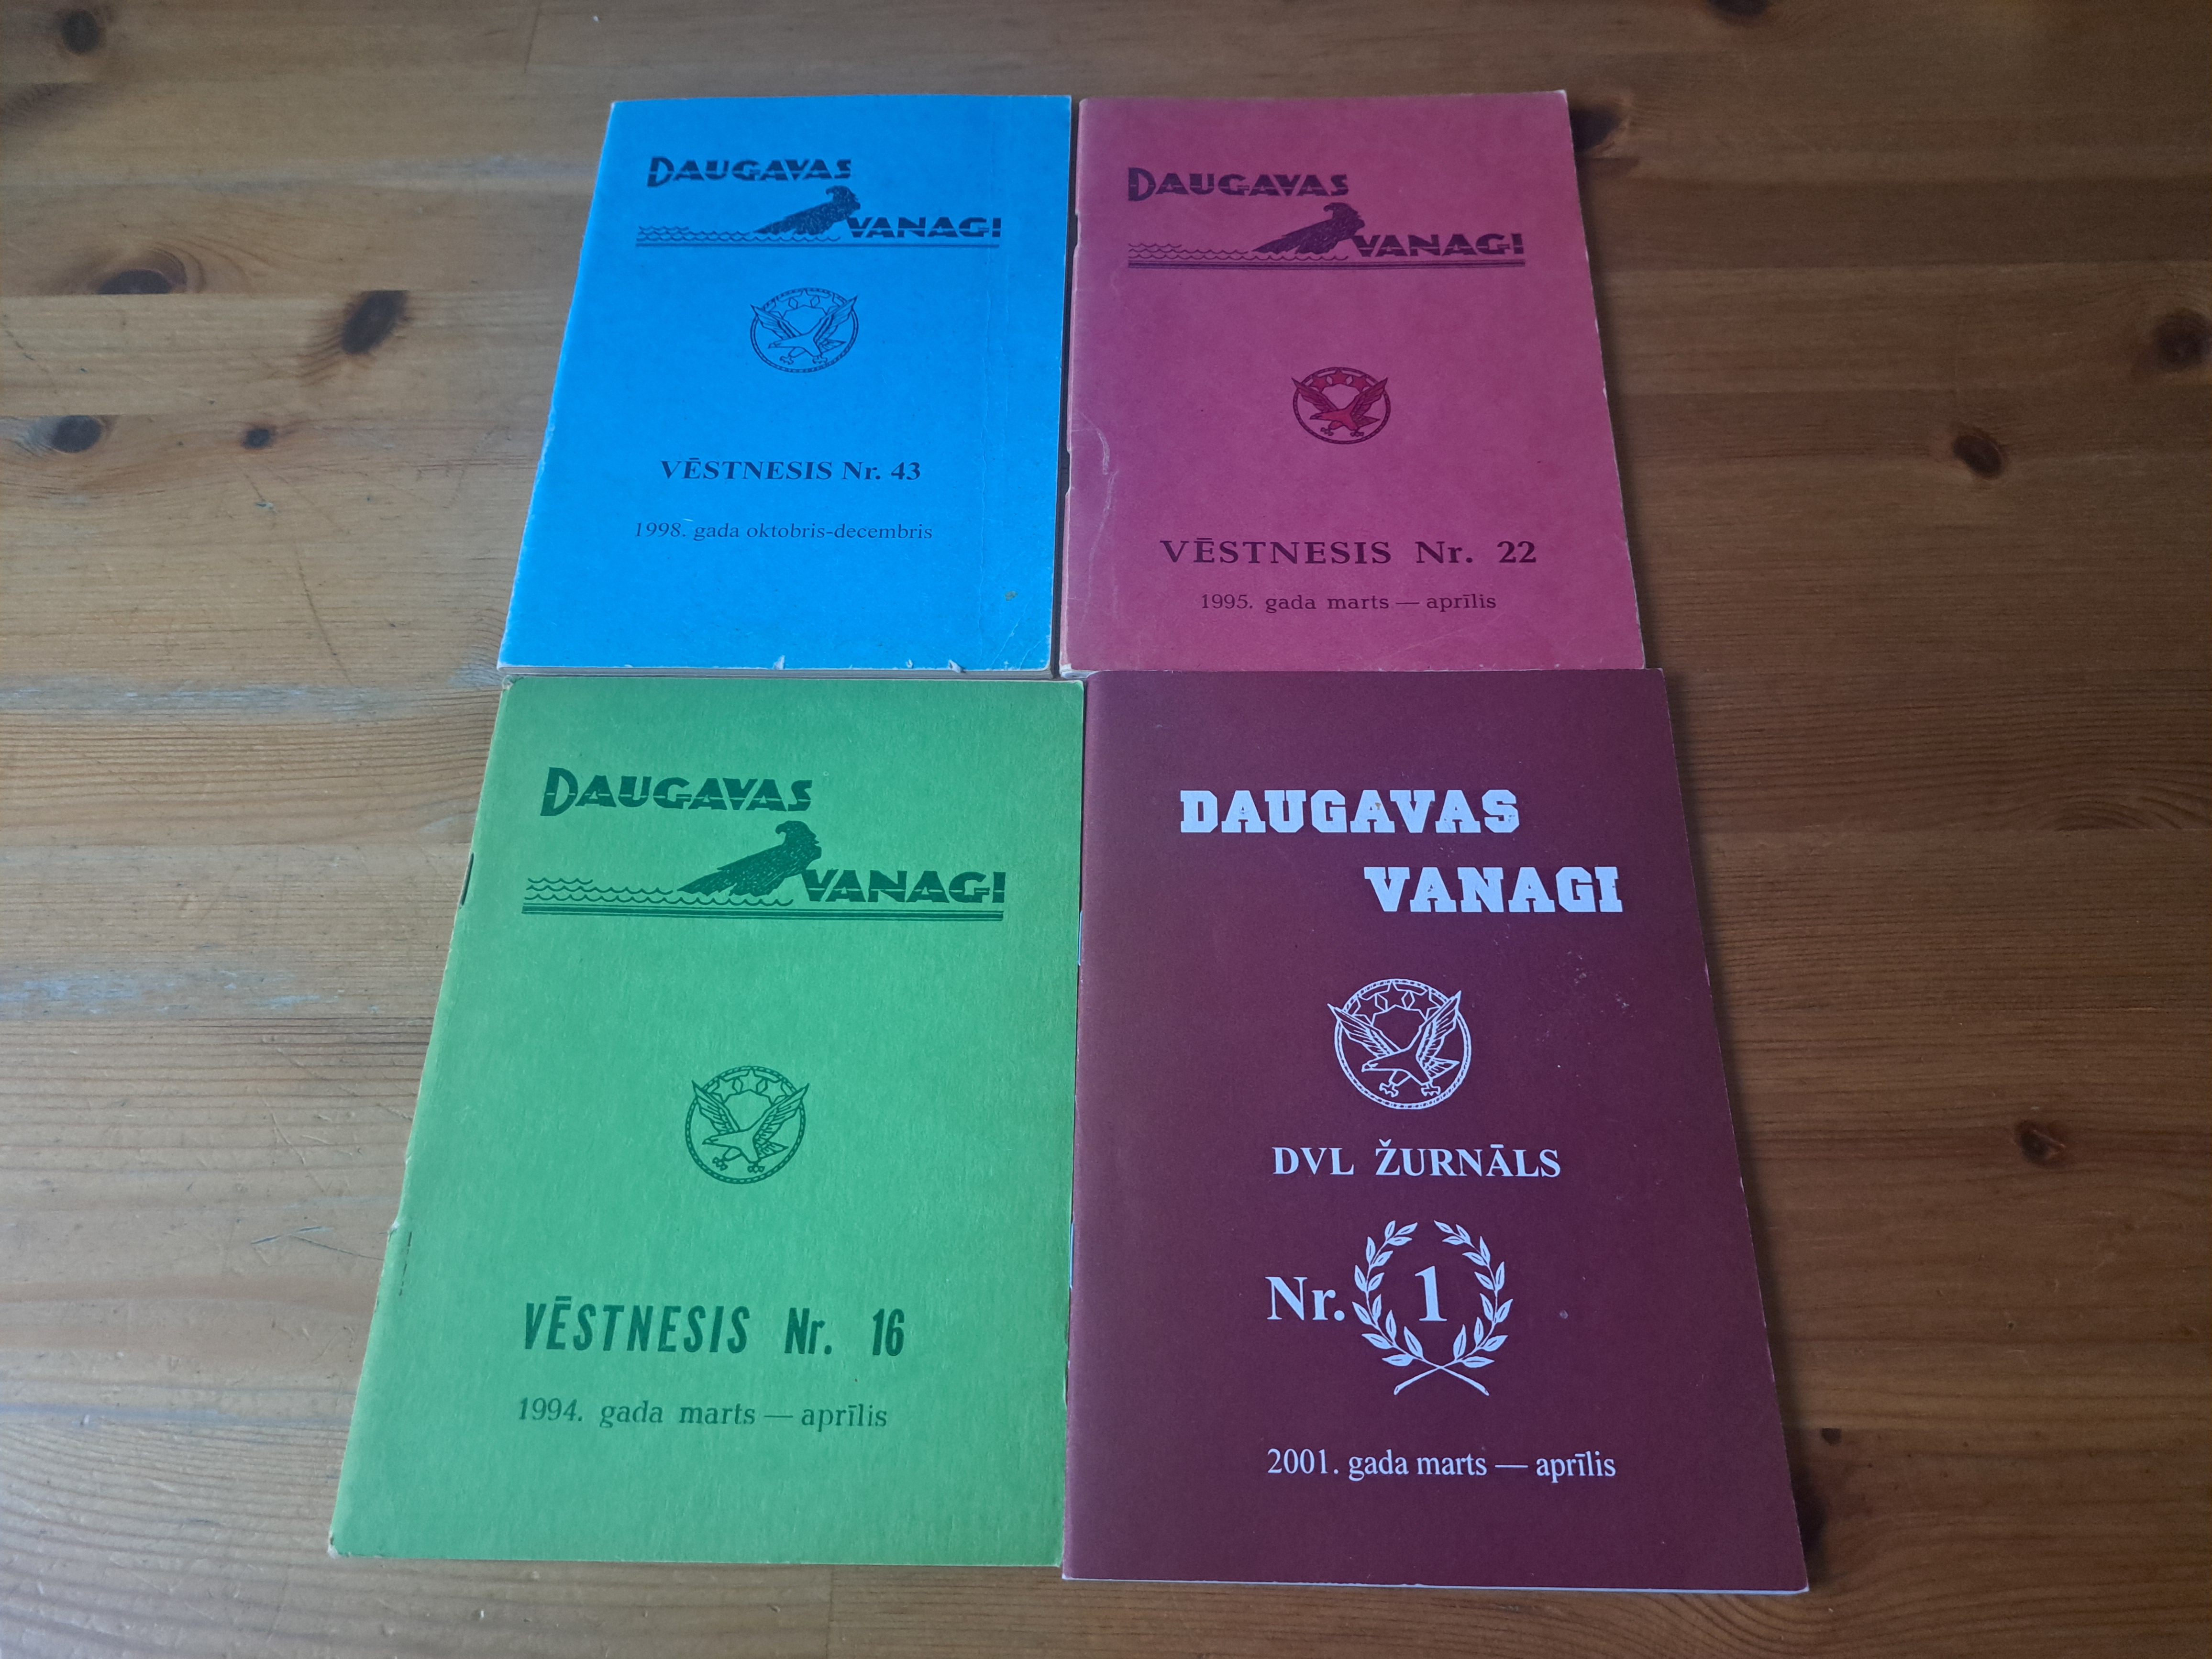 DAUGAVAS
VANAGI
VĒSTNESIS Nr. 43
1998. gada oktobris-decembris
DAUGAVAS
VANAGI
VĒSTNESIS Nr. 22
1995. gada marts — aprīlis
DAUGAVAS
VANAGI
VĒSTNESIS Nr. 16
1994. gada marts — aprīlis
DAUGAVAS
VANAGI
DVL ŽURNĀLS
Nr. 1
2001. gada marts — aprīlis